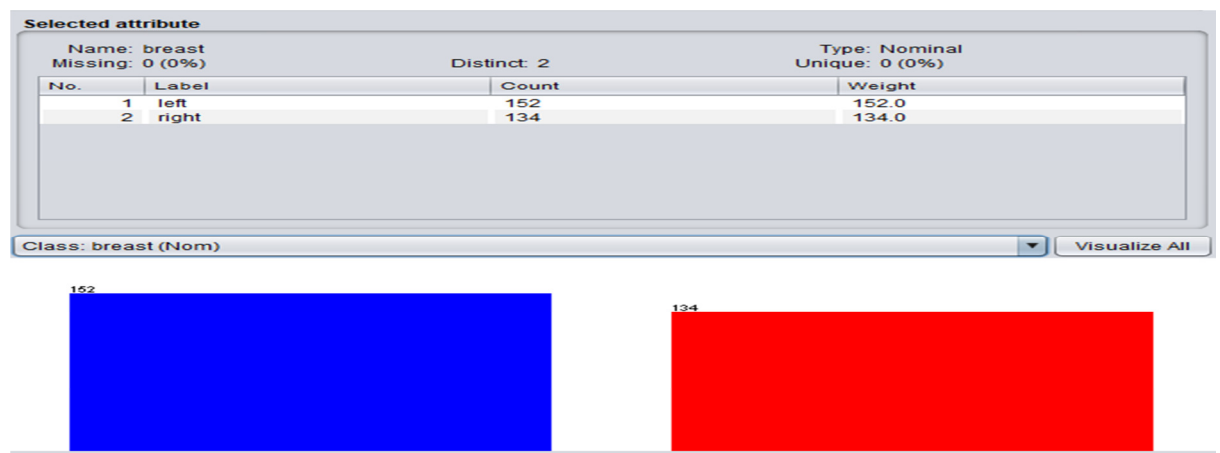 Selected attribute
Name: breast Type: Nominal
Missing: 0 (0%) Distinct: 2 Unique: 0 (0%)
No. Label Count Weight
1 left 152 152.0
2 right 134 134.0
Class: breast (Nom) Visualize All
152
134